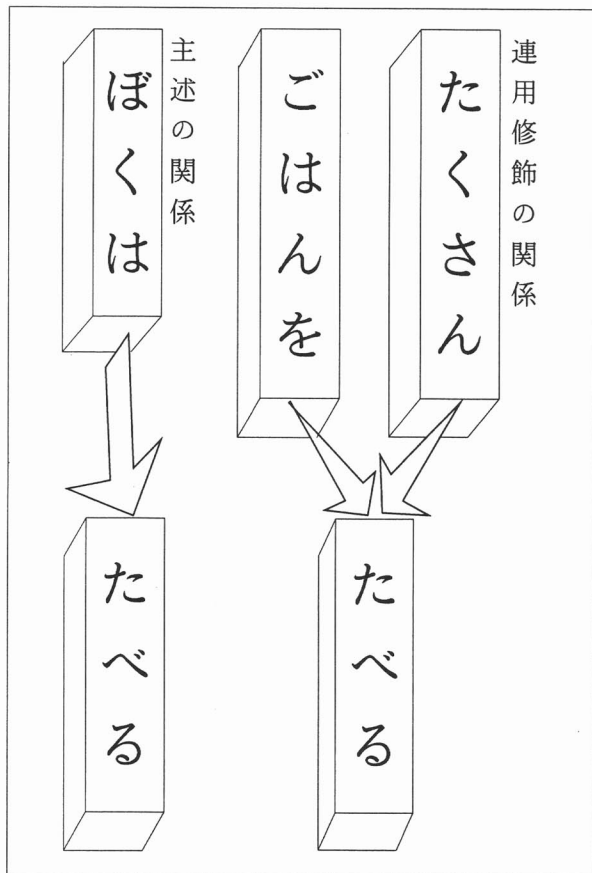 連用修飾の関係
たくさん
ごはんを
たべる
主述の関係
ぼくは
たべる